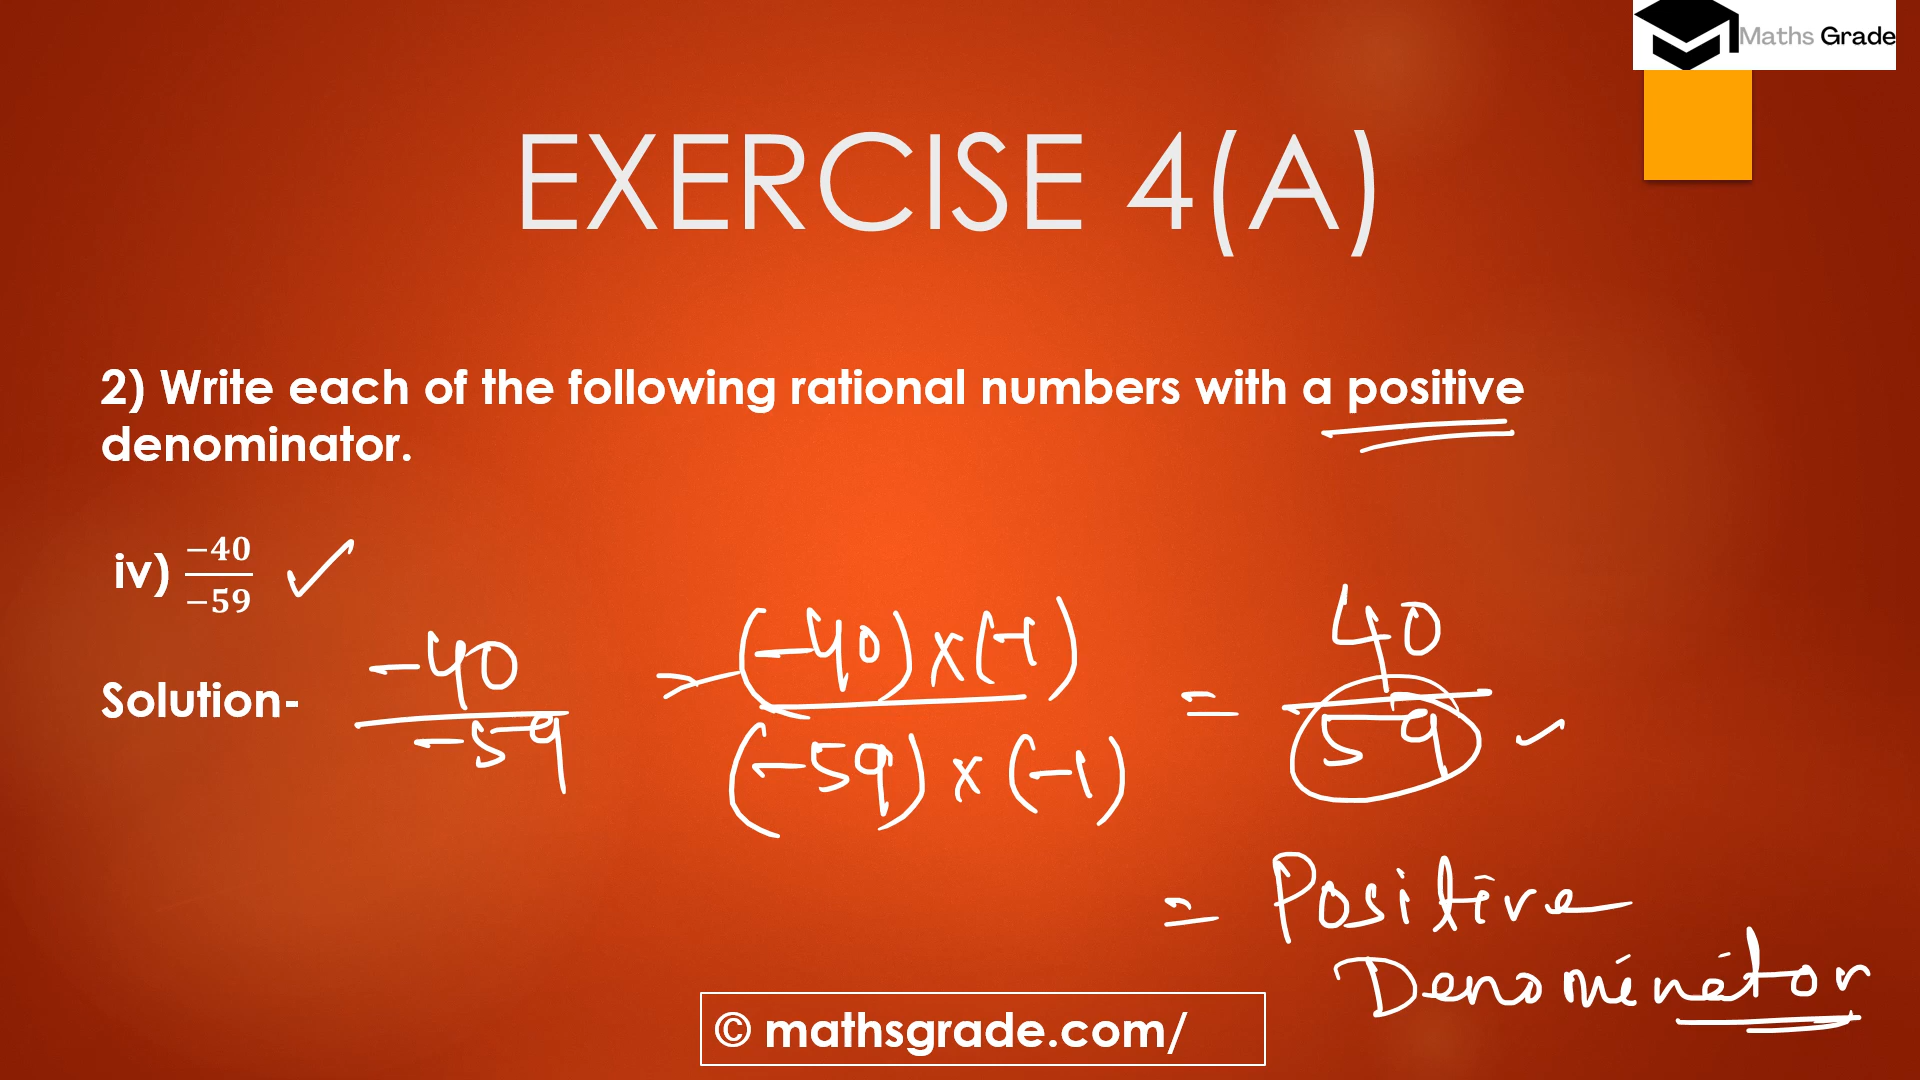 Maths Grade
EXERCISE 4(A)
2) Write each of the following rational numbers with a positive
denominator.
iv) −40/−59
Solution-
−40/−59 = (−40)×(−1)/(−59)×(−1) = 40/59
= Positive
Denominator
© mathsgrade.com/